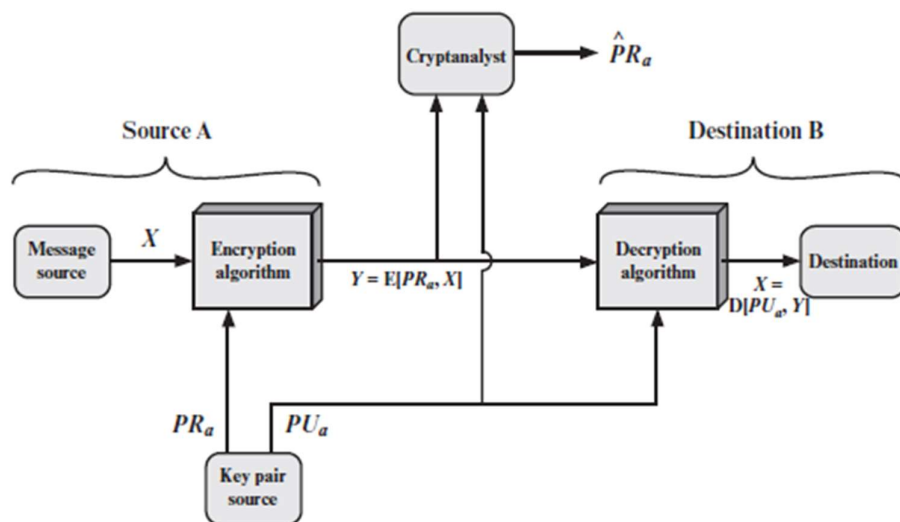 Cryptanalyst
P̂Rₐ
Source A
Destination B
Message
source
X
Encryption
algorithm
Y = E[PRₐ, X]
Decryption
algorithm
X =
D[PUₐ, Y]
Destination
PRₐ
PUₐ
Key pair
source